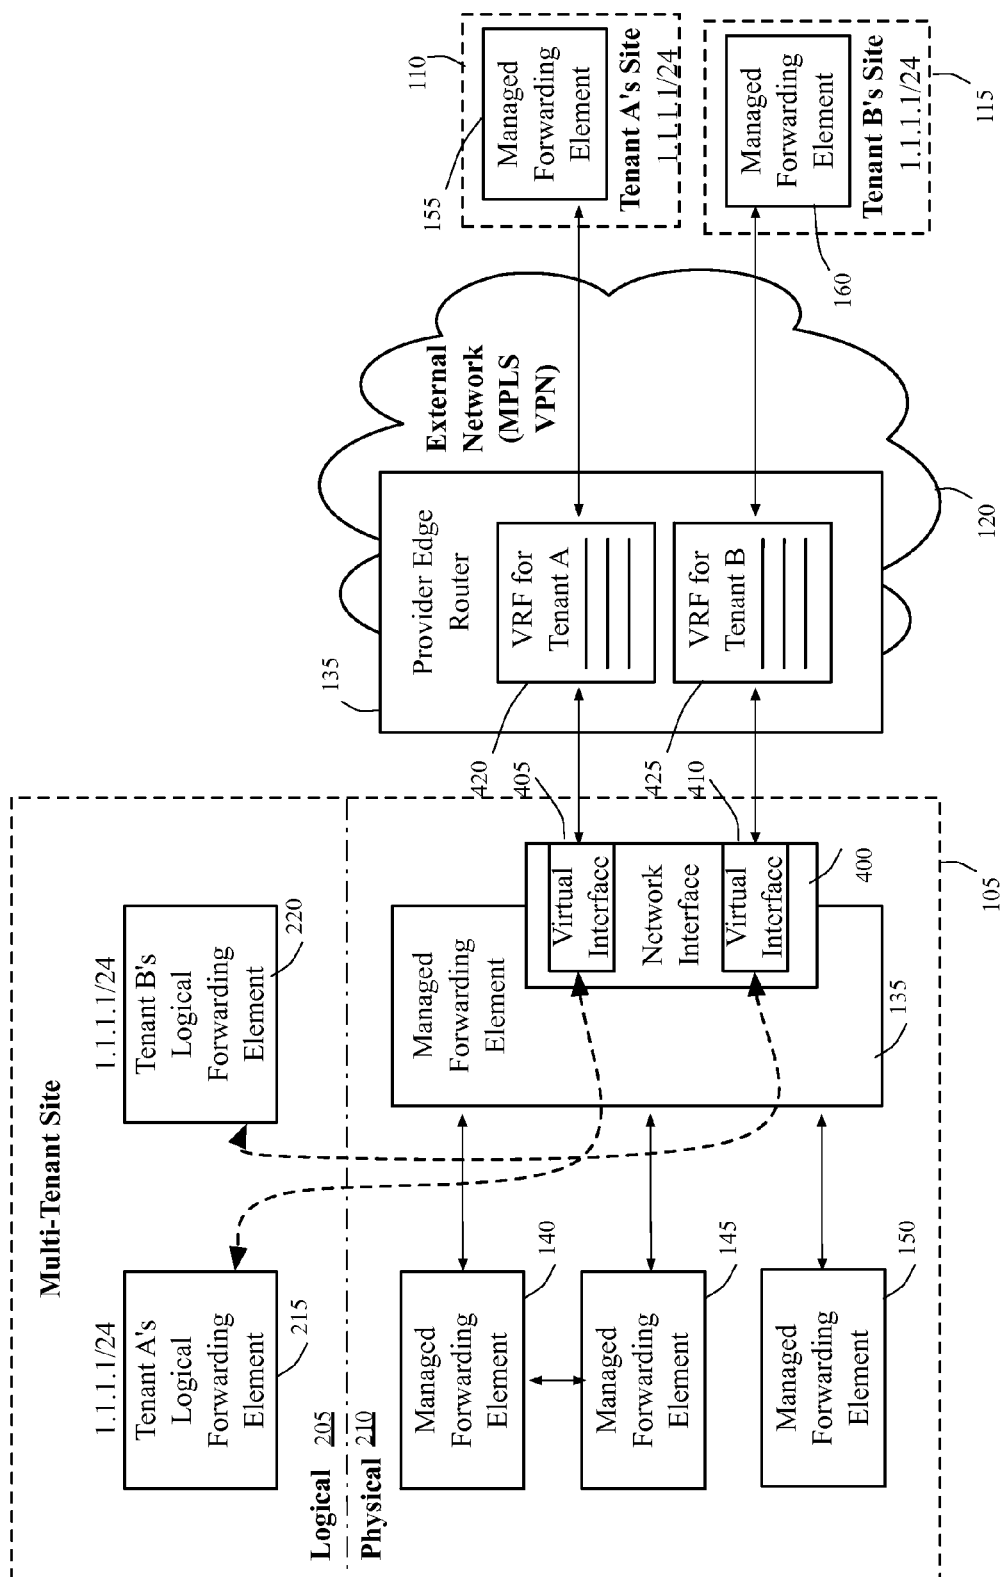 Multi-Tenant Site
1.1.1.1/24
Tenant A's
Logical
Forwarding
Element
215
1.1.1.1/24
Tenant B's
Logical
Forwarding
Element
220
Logical 205
Physical 210
Managed
Forwarding
Element
140
Managed
Forwarding
Element
145
Managed
Forwarding
Element
150
Managed
Forwarding
Element
135
Virtual
Interface
405
Network
Interface
Virtual
Interface
410
400
105
135
Provider Edge
Router
VRF for
Tenant A
420
VRF for
Tenant B
425
External
Network
(MPLS
VPN)
120
110
155
Managed
Forwarding
Element
Tenant A's Site
1.1.1.1/24
Managed
Forwarding
Element
160
Tenant B's Site
1.1.1.1/24
115